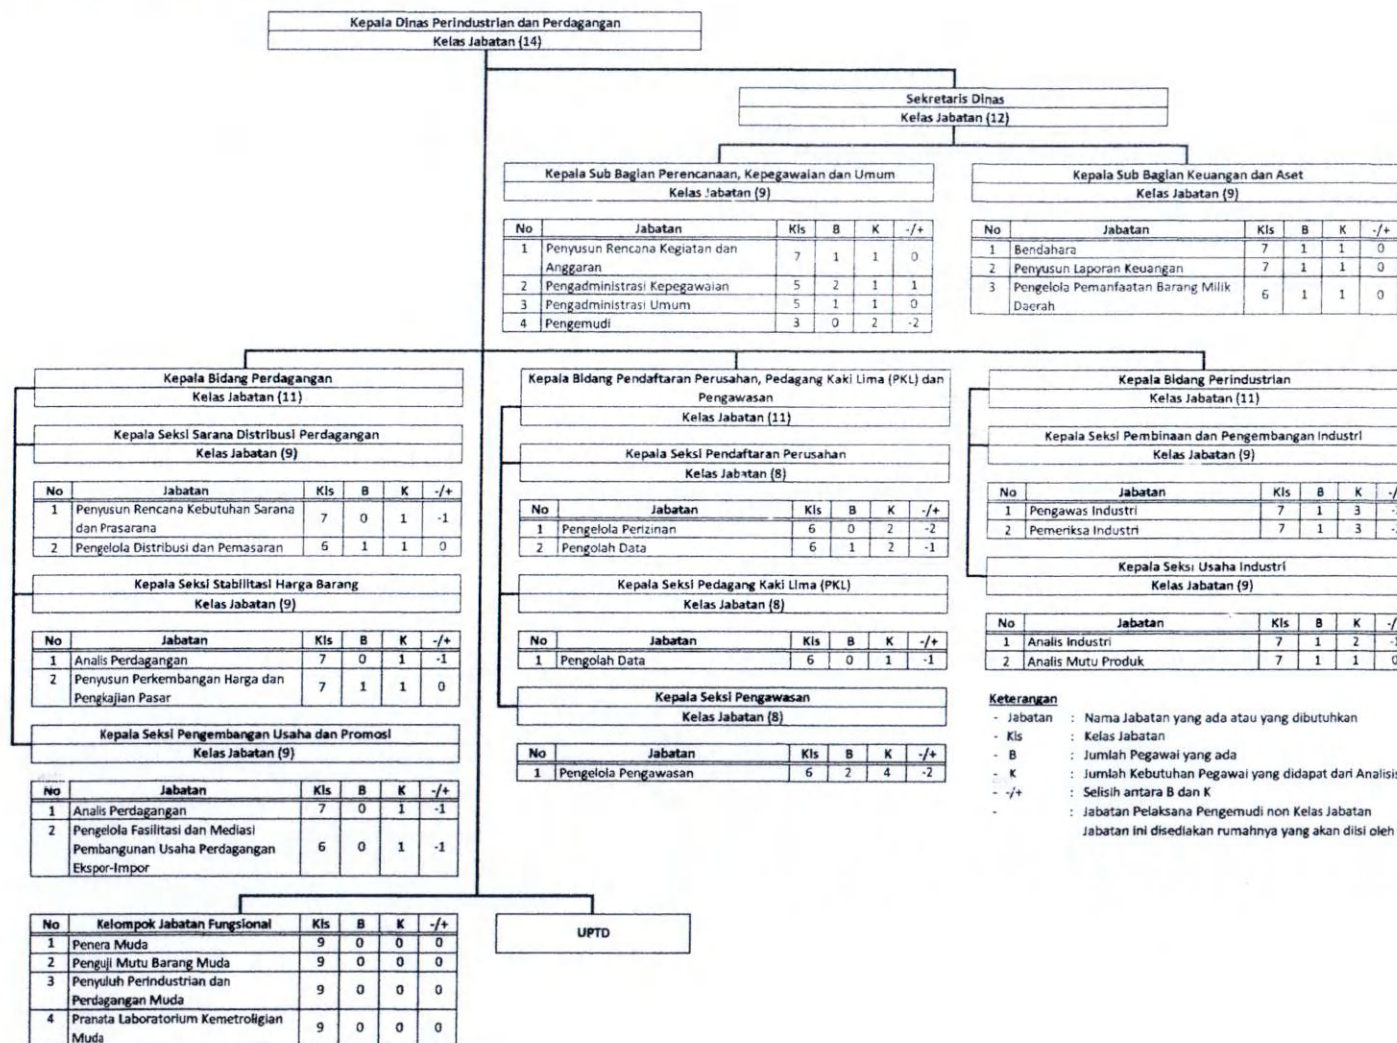 Kepala Dinas Perindustrian dan Perdagangan
Kelas Jabatan (14)
Sekretaris Dinas
Kelas Jabatan (12)
Kepala Sub Bagian Perencanaan, Kepegawaian dan Umum
Kelas Jabatan (9)
No Jabatan Kls B K -/+
1 Penyusun Rencana Kegiatan dan
Anggaran 7 1 1 0
2 Pengadministrasi Kepegawaian 5 2 1 1
3 Pengadministrasi Umum 5 1 1 0
4 Pengemudi 3 0 2 -2
Kepala Sub Bagian Keuangan dan Aset
Kelas Jabatan (9)
No Jabatan Kls B K -/+
1 Bendahara 7 1 1 0
2 Penyusun Laporan Keuangan 7 1 1 0
3 Pengelola Pemanfaatan Barang Milik
Daerah 6 1 1 0
Kepala Bidang Perdagangan
Kelas Jabatan (11)
Kepala Seksi Sarana Distribusi Perdagangan
Kelas Jabatan (9)
No Jabatan Kls B K -/+
1 Penyusun Rencana Kebutuhan Sarana
dan Prasarana 7 0 1 -1
2 Pengelola Distribusi dan Pemasaran 6 1 1 0
Kepala Seksi Stabilitasi Harga Barang
Kelas Jabatan (9)
No Jabatan Kls B K -/+
1 Analis Perdagangan 7 0 1 -1
2 Penyusun Perkembangan Harga dan
Pengkajian Pasar 7 1 1 0
Kepala Seksi Pengembangan Usaha dan Promosi
Kelas Jabatan (9)
No Jabatan Kls B K -/+
1 Analis Perdagangan 7 0 1 -1
2 Pengelola Fasilitasi dan Mediasi
Pembangunan Usaha Perdagangan
Ekspor-Impor 6 0 1 -1
Kepala Bidang Pendaftaran Perusahan, Pedagang Kaki Lima (PKL) dan
Pengawasan
Kelas Jabatan (11)
Kepala Seksi Pendaftaran Perusahan
Kelas Jabatan (8)
No Jabatan Kls B K -/+
1 Pengelola Perizinan 6 0 2 -2
2 Pengolah Data 6 1 2 -1
Kepala Seksi Pedagang Kaki Lima (PKL)
Kelas Jabatan (8)
No Jabatan Kls B K -/+
1 Pengolah Data 6 0 1 -1
Kepala Seksi Pengawasan
Kelas Jabatan (8)
No Jabatan Kls B K -/+
1 Pengelola Pengawasan 6 2 4 -2
Kepala Bidang Perindustrian
Kelas Jabatan (11)
Kepala Seksi Pembinaan dan Pengembangan Industri
Kelas Jabatan (9)
No Jabatan Kls B K
1 Pengawas Industri 7 1 3
2 Pemeriksa Industri 7 1 3
Kepala Seksi Usaha Industri
Kelas Jabatan (9)
No Jabatan Kls B K
1 Analis Industri 7 1 2
2 Analis Mutu Produk 7 1 1 0
Keterangan
- Jabatan : Nama Jabatan yang ada atau yang dibutuhkan
- Kls : Kelas Jabatan
- B : Jumlah Pegawai yang ada
- K : Jumlah Kebutuhan Pegawai yang didapat dari Analisis
- -/+ : Selisih antara B dan K
- : Jabatan Pelaksana Pengemudi non Kelas Jabatan
Jabatan ini disediakan rumahnya yang akan diisi oleh
No Kelompok Jabatan Fungsional Kls B K -/+
1 Penera Muda 9 0 0 0
2 Penguji Mutu Barang Muda 9 0 0 0
3 Penyuluh Perindustrian dan
Perdagangan Muda 9 0 0 0
4 Pranata Laboratorium Kemetrologian
Muda 9 0 0 0
UPTD